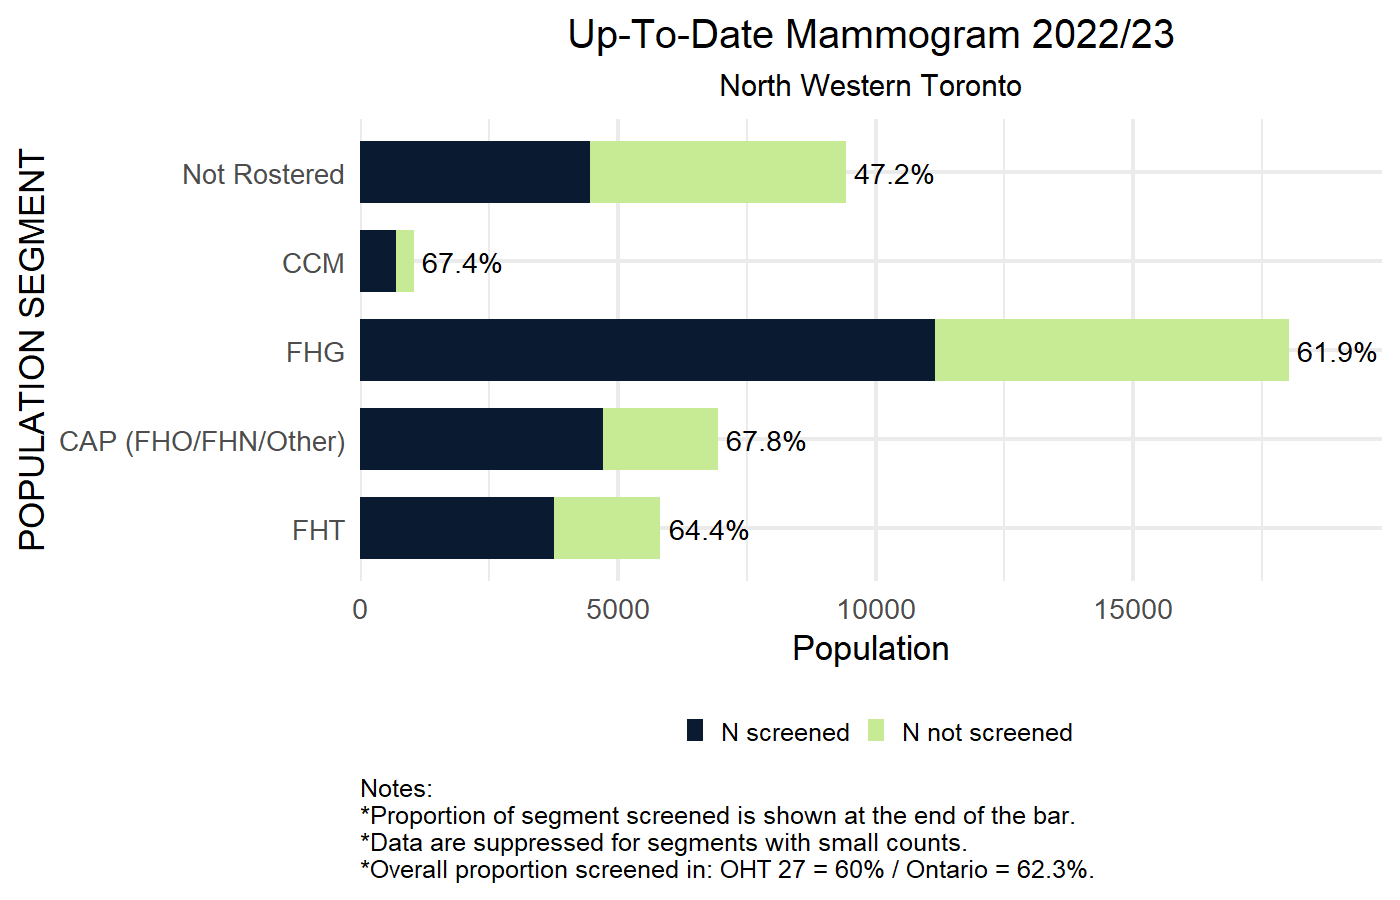 Up-To-Date Mammogram 2022/23
North Western Toronto
POPULATION SEGMENT
Not Rostered
47.2%
CCM
67.4%
FHG
61.9%
CAP (FHO/FHN/Other)
67.8%
FHT
64.4%
0 5000 10000 15000
Population
N screened N not screened
Notes:
*Proportion of segment screened is shown at the end of the bar.
*Data are suppressed for segments with small counts.
*Overall proportion screened in: OHT 27 = 60% / Ontario = 62.3%.